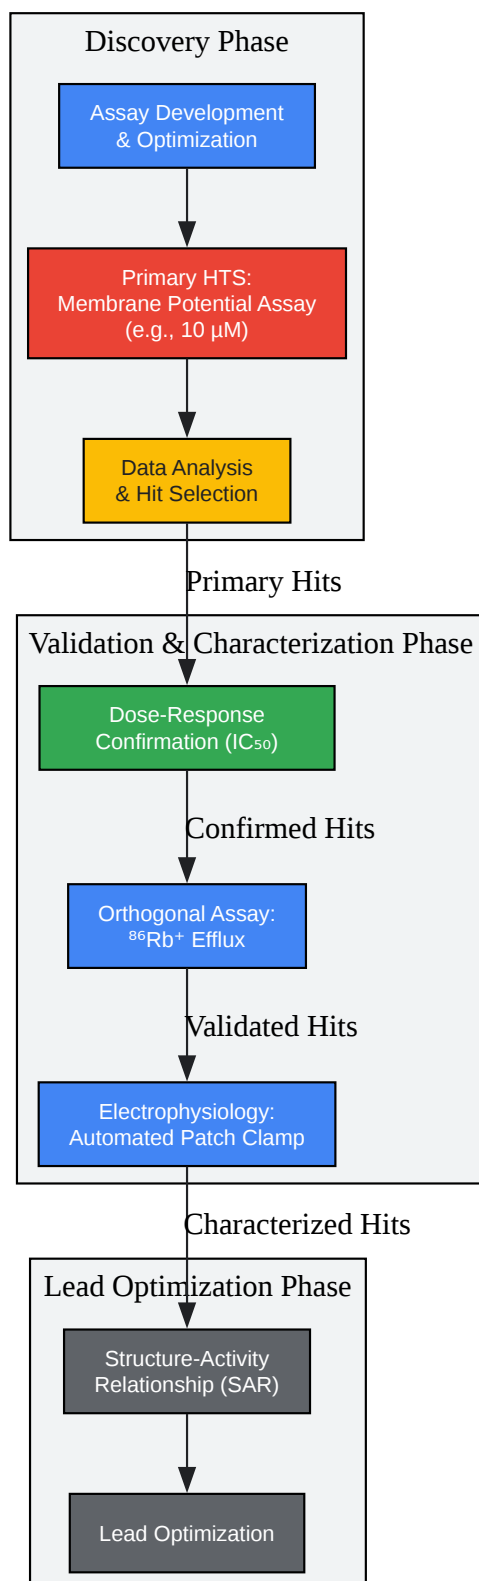 Discovery Phase
Assay Development
& Optimization
Primary HTS:
Membrane Potential Assay
(e.g., 10 µM)
Data Analysis
& Hit Selection
Primary Hits
Validation & Characterization Phase
Dose-Response
Confirmation (IC₅₀)
Confirmed Hits
Orthogonal Assay:
⁸⁶Rb⁺ Efflux
Validated Hits
Electrophysiology:
Automated Patch Clamp
Characterized Hits
Lead Optimization Phase
Structure-Activity
Relationship (SAR)
Lead Optimization